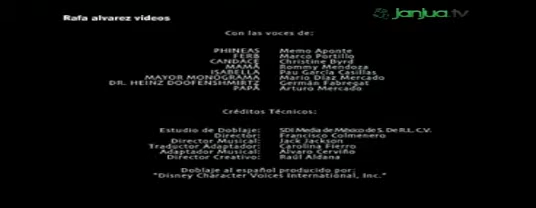 Rafa alvarez videos
janjua.tv
Con las voces de:
PHINEAS Memo Aponte
FERB Marco Portillo
CANDACE Christine Byrd
MAMÁ Rommy Mendoza
ISABELLA Pau García Casillas
MAYOR MONOGRAMA Mario Díaz Mercado
DR. HEINZ DOOFENSHMIRTZ Germán Fabregat
PAPÁ Arturo Mercado
Créditos Técnicos:
Estudio de Doblaje: SDI Media de México de S. De R.L. C.V.
Director: Francisco Colmenero
Director Musical: Jack Jackson
Traductor Adaptador: Carolina Fierro
Adaptador Musical: Alvaro Cerviño
Director Creativo: Raúl Aldana
Doblaje al español producido por:
"Disney Character Voices International, Inc."